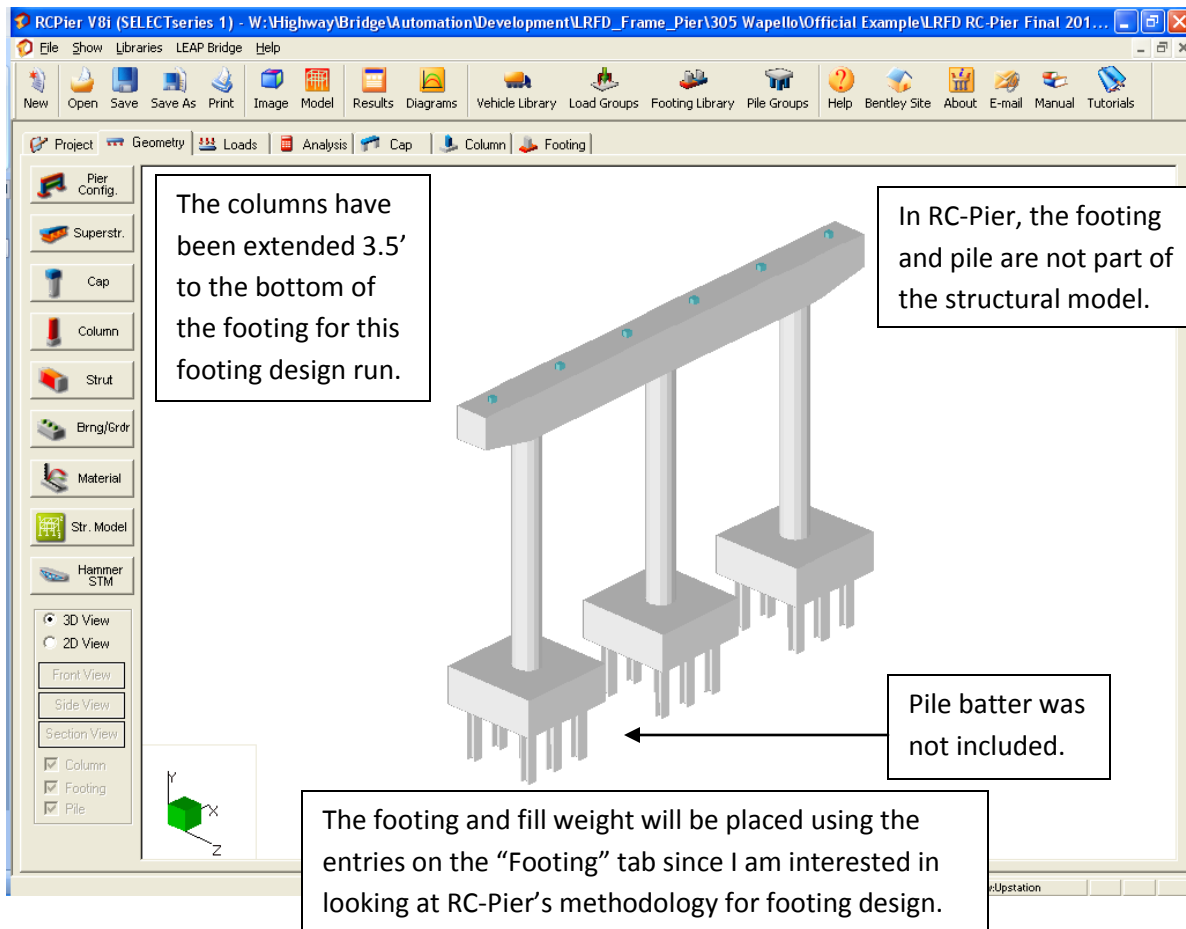 RCPier V8i (SELECTseries 1) - W:\Highway\Bridge\Automation\Development\LRFD_Frame_Pier\305 Wapello\Official Example\LRFD RC-Pier Final 201...
File Show Libraries LEAP Bridge Help
New Open Save Save As Print Image Model Results Diagrams Vehicle Library Load Groups Footing Library Pile Groups Help Bentley Site About E-mail Manual Tutorials
Project Geometry Loads Analysis Cap Column Footing
Pier
Config.
Superstr.
Cap
Column
Strut
Brng/Grdr
Material
Str. Model
Hammer
STM
3D View
2D View
Front View
Side View
Section View
Column
Footing
Pile
The columns have
been extended 3.5’
to the bottom of
the footing for this
footing design run.
In RC-Pier, the footing
and pile are not part of
the structural model.
Pile batter was
not included.
Y
X
Z
The footing and fill weight will be placed using the
entries on the “Footing” tab since I am interested in
looking at RC-Pier’s methodology for footing design.
:Upstation